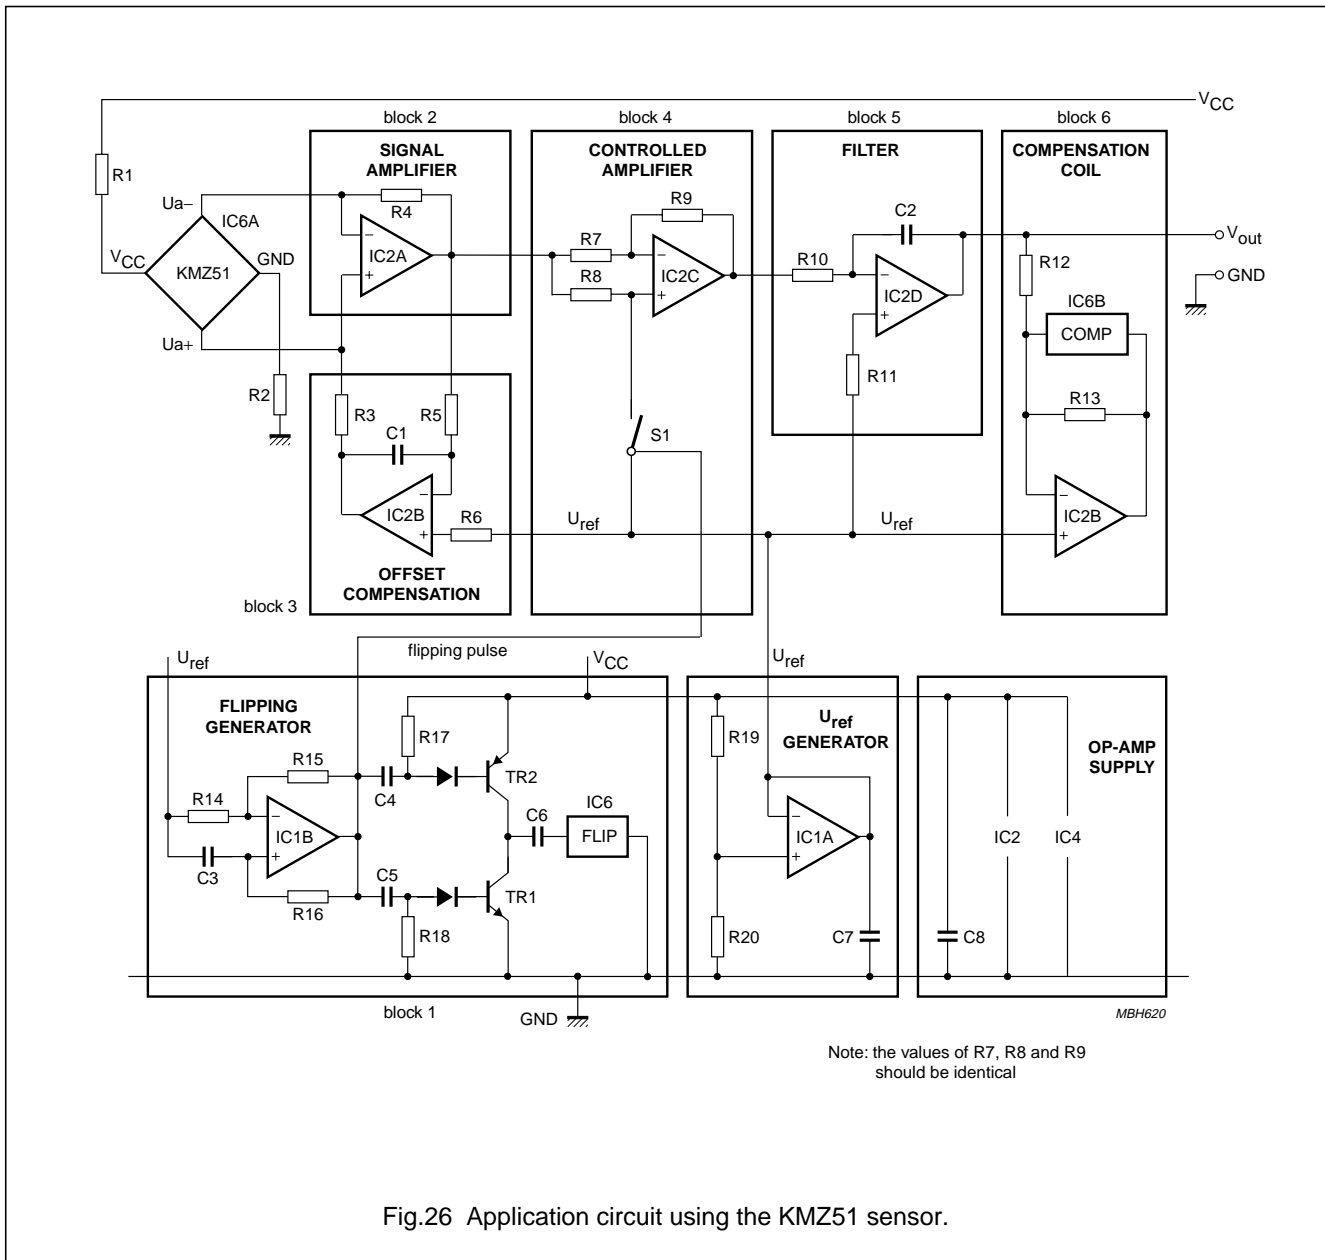 VCC
block 2
block 4
block 5
block 6
SIGNAL
AMPLIFIER
CONTROLLED
AMPLIFIER
FILTER
COMPENSATION
COIL
R1
Ua−
IC6A
R4
IC2A
−
+
VCC
KMZ51
GND
Ua+
R2
R7
R8
R9
IC2C
−
+
C2
R10
IC2D
−
+
R11
R12
Vout
GND
IC6B
COMP
R13
R3
C1
R5
S1
IC2B
−
+
R6
Uref
Uref
IC2B
−
+
OFFSET
COMPENSATION
block 3
flipping pulse
Uref
VCC
Uref
FLIPPING
GENERATOR
Uref
GENERATOR
OP-AMP
SUPPLY
R17
R19
R15
C4
TR2
R14
IC1B
−
+
C6
IC6
FLIP
IC1A
−
+
IC2
IC4
C3
R16
C5
TR1
R18
R20
C7
C8
block 1
GND
MBH620
Note: the values of R7, R8 and R9
should be identical
Fig.26 Application circuit using the KMZ51 sensor.